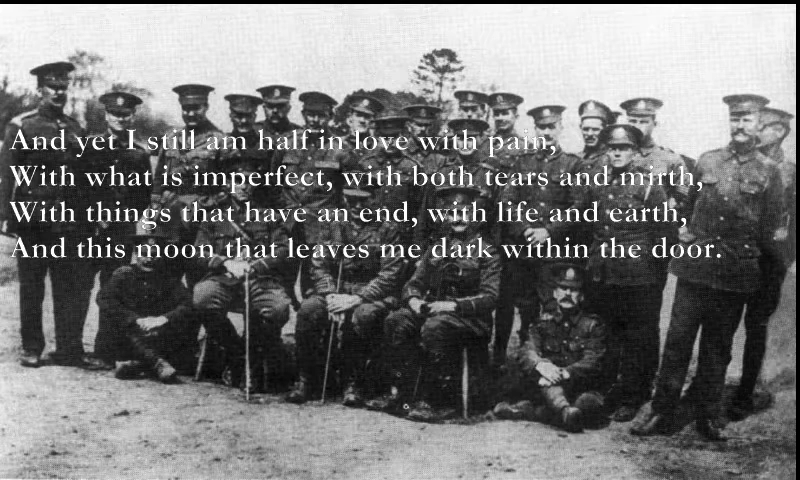 And yet I still am half in love with pain,
With what is imperfect, with both tears and mirth,
With things that have an end, with life and earth,
And this moon that leaves me dark within the door.